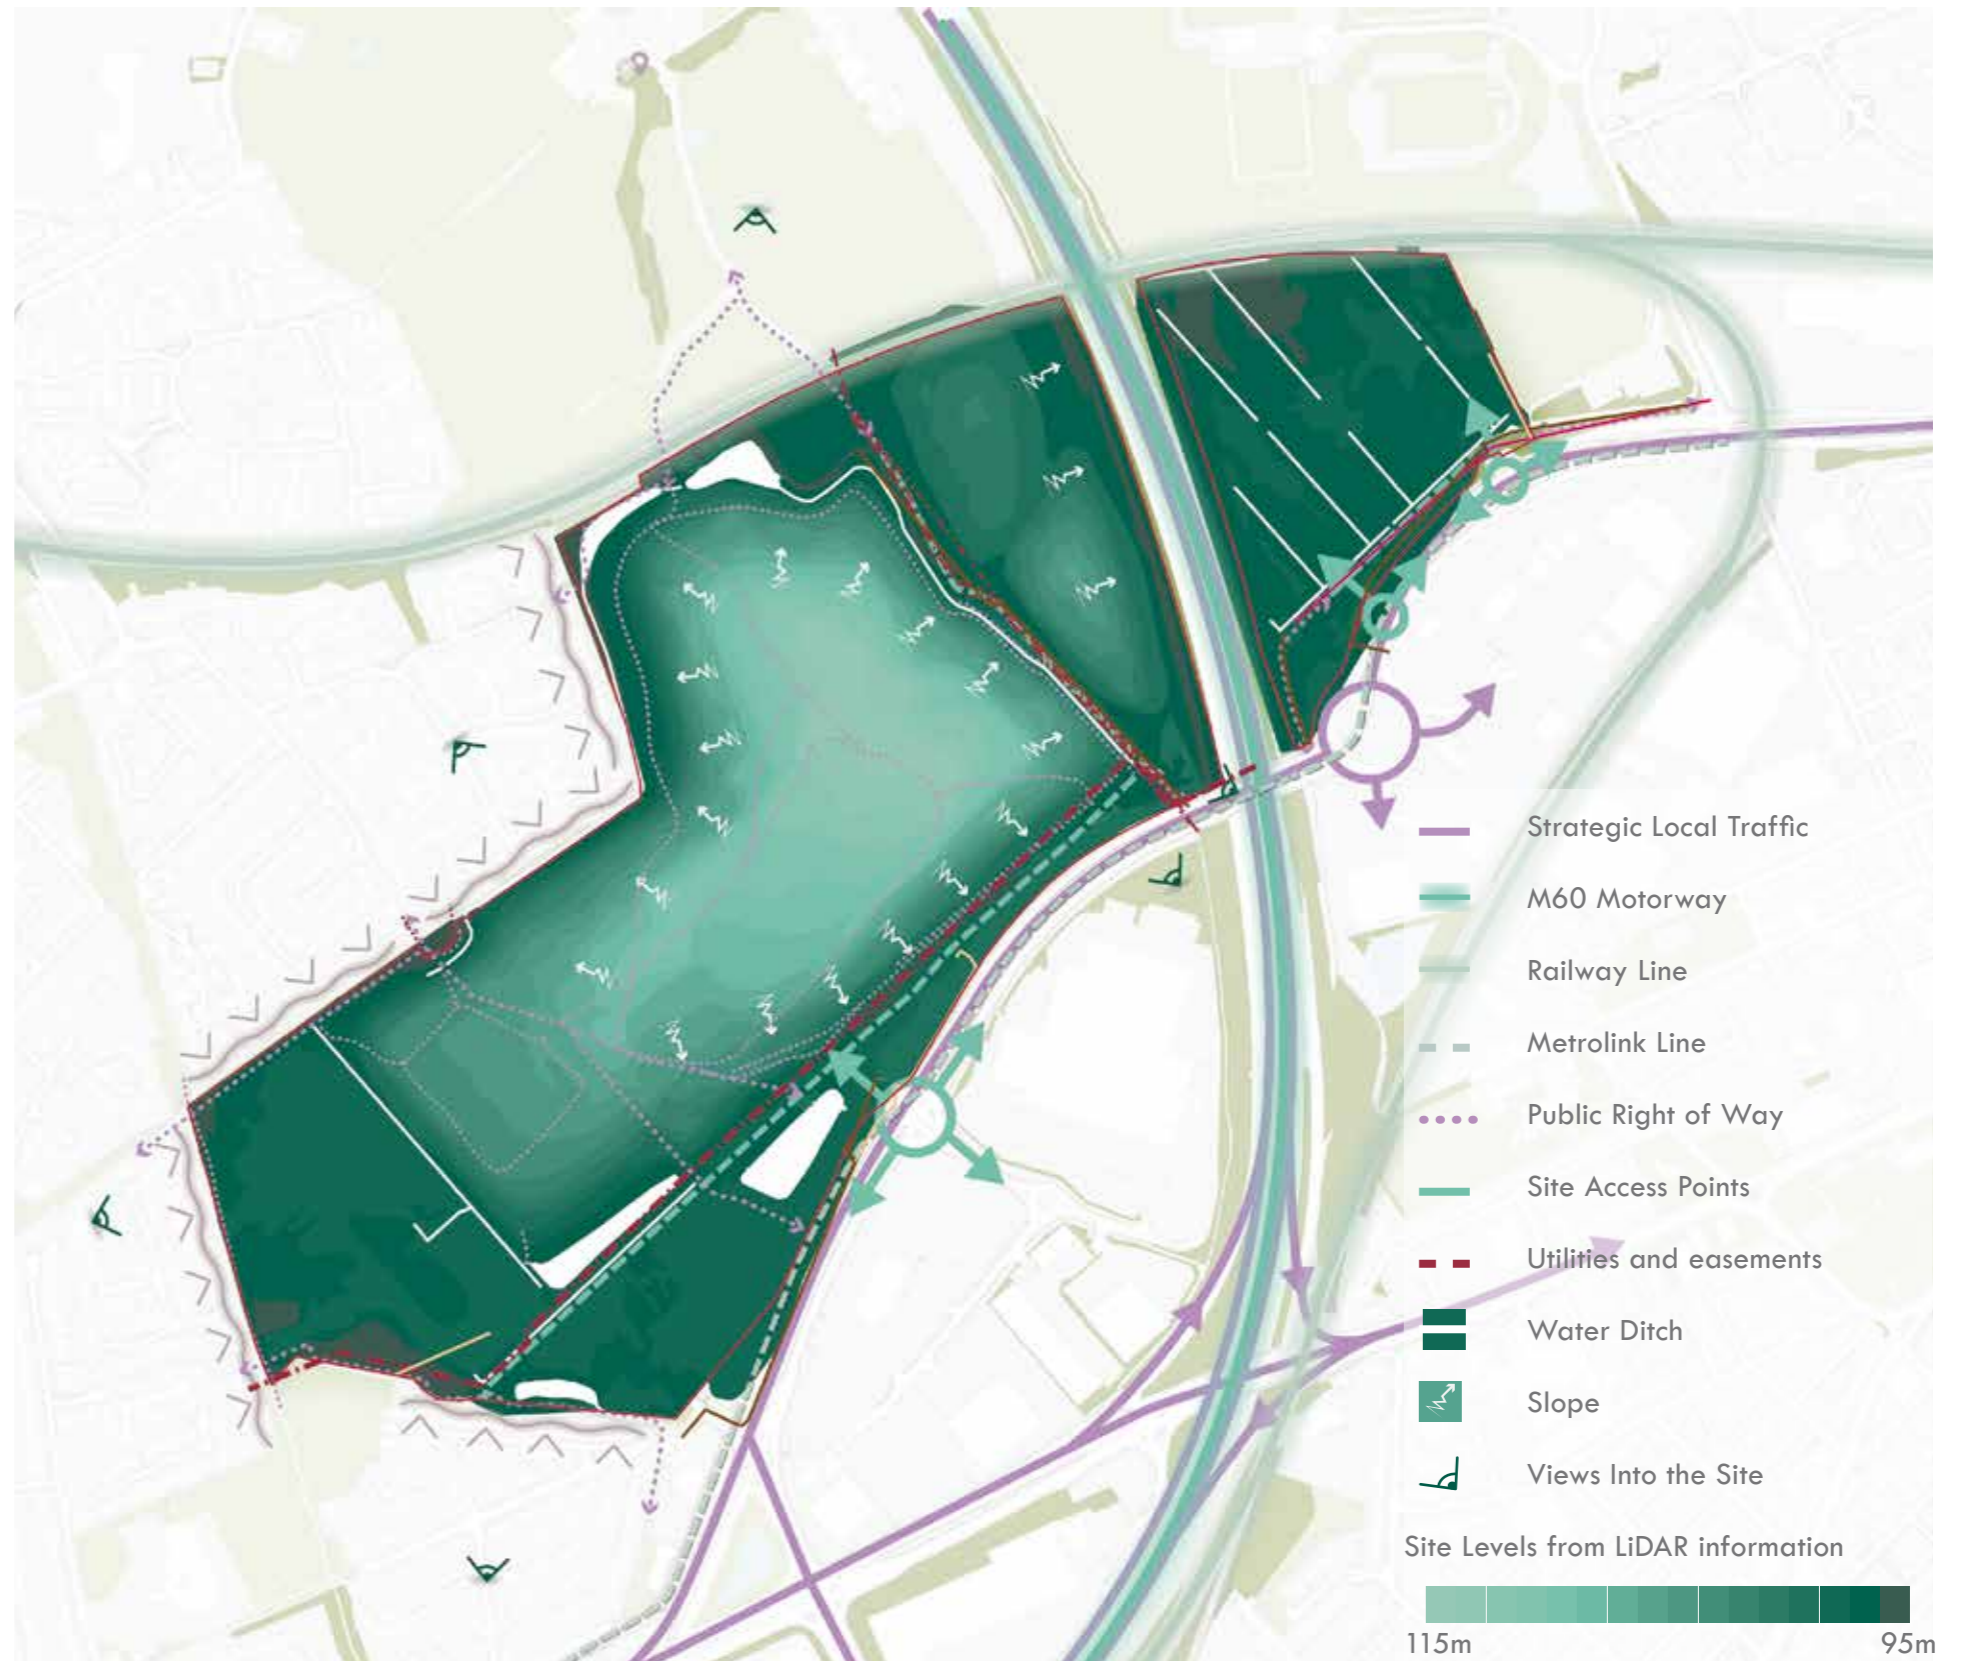 Strategic Local Traffic
M60 Motorway
Railway Line
Metrolink Line
Public Right of Way
Site Access Points
Utilities and easements
Water Ditch
Slope
Views Into the Site
Site Levels from LiDAR information
115m
95m